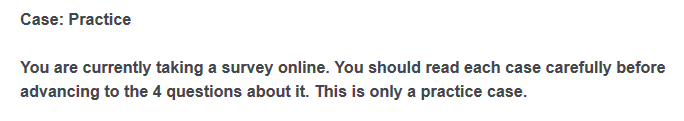 Case: Practice
You are currently taking a survey online. You should read each case carefully before
advancing to the 4 questions about it. This is only a practice case.